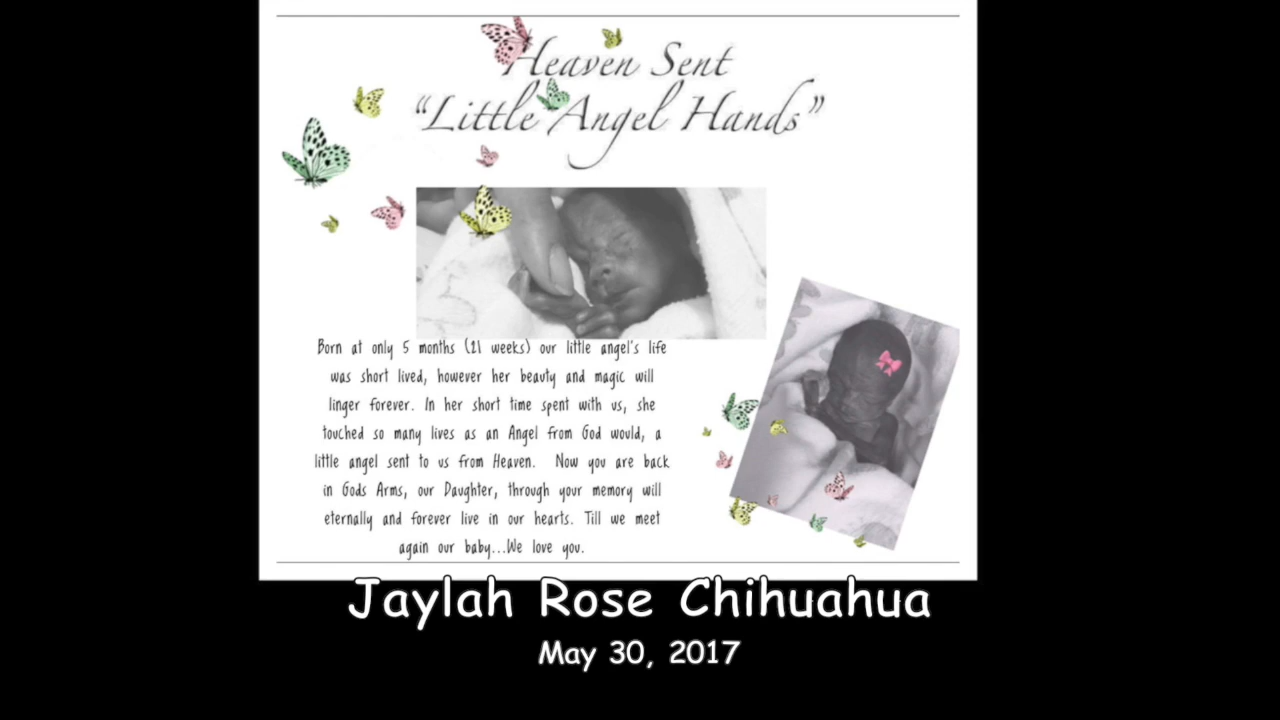 Heaven Sent
“Little Angel Hands”
Born at only 5 months (21 weeks) our little angel's life
was short lived, however her beauty and magic will
linger forever. In her short time spent with us, she
touched so many lives as an Angel from God would, a
little angel sent to us from Heaven. Now you are back
in Gods Arms, our Daughter, through your memory will
eternally and forever live in our hearts. Till we meet
again our baby...We love you.
Jaylah Rose Chihuahua
May 30, 2017